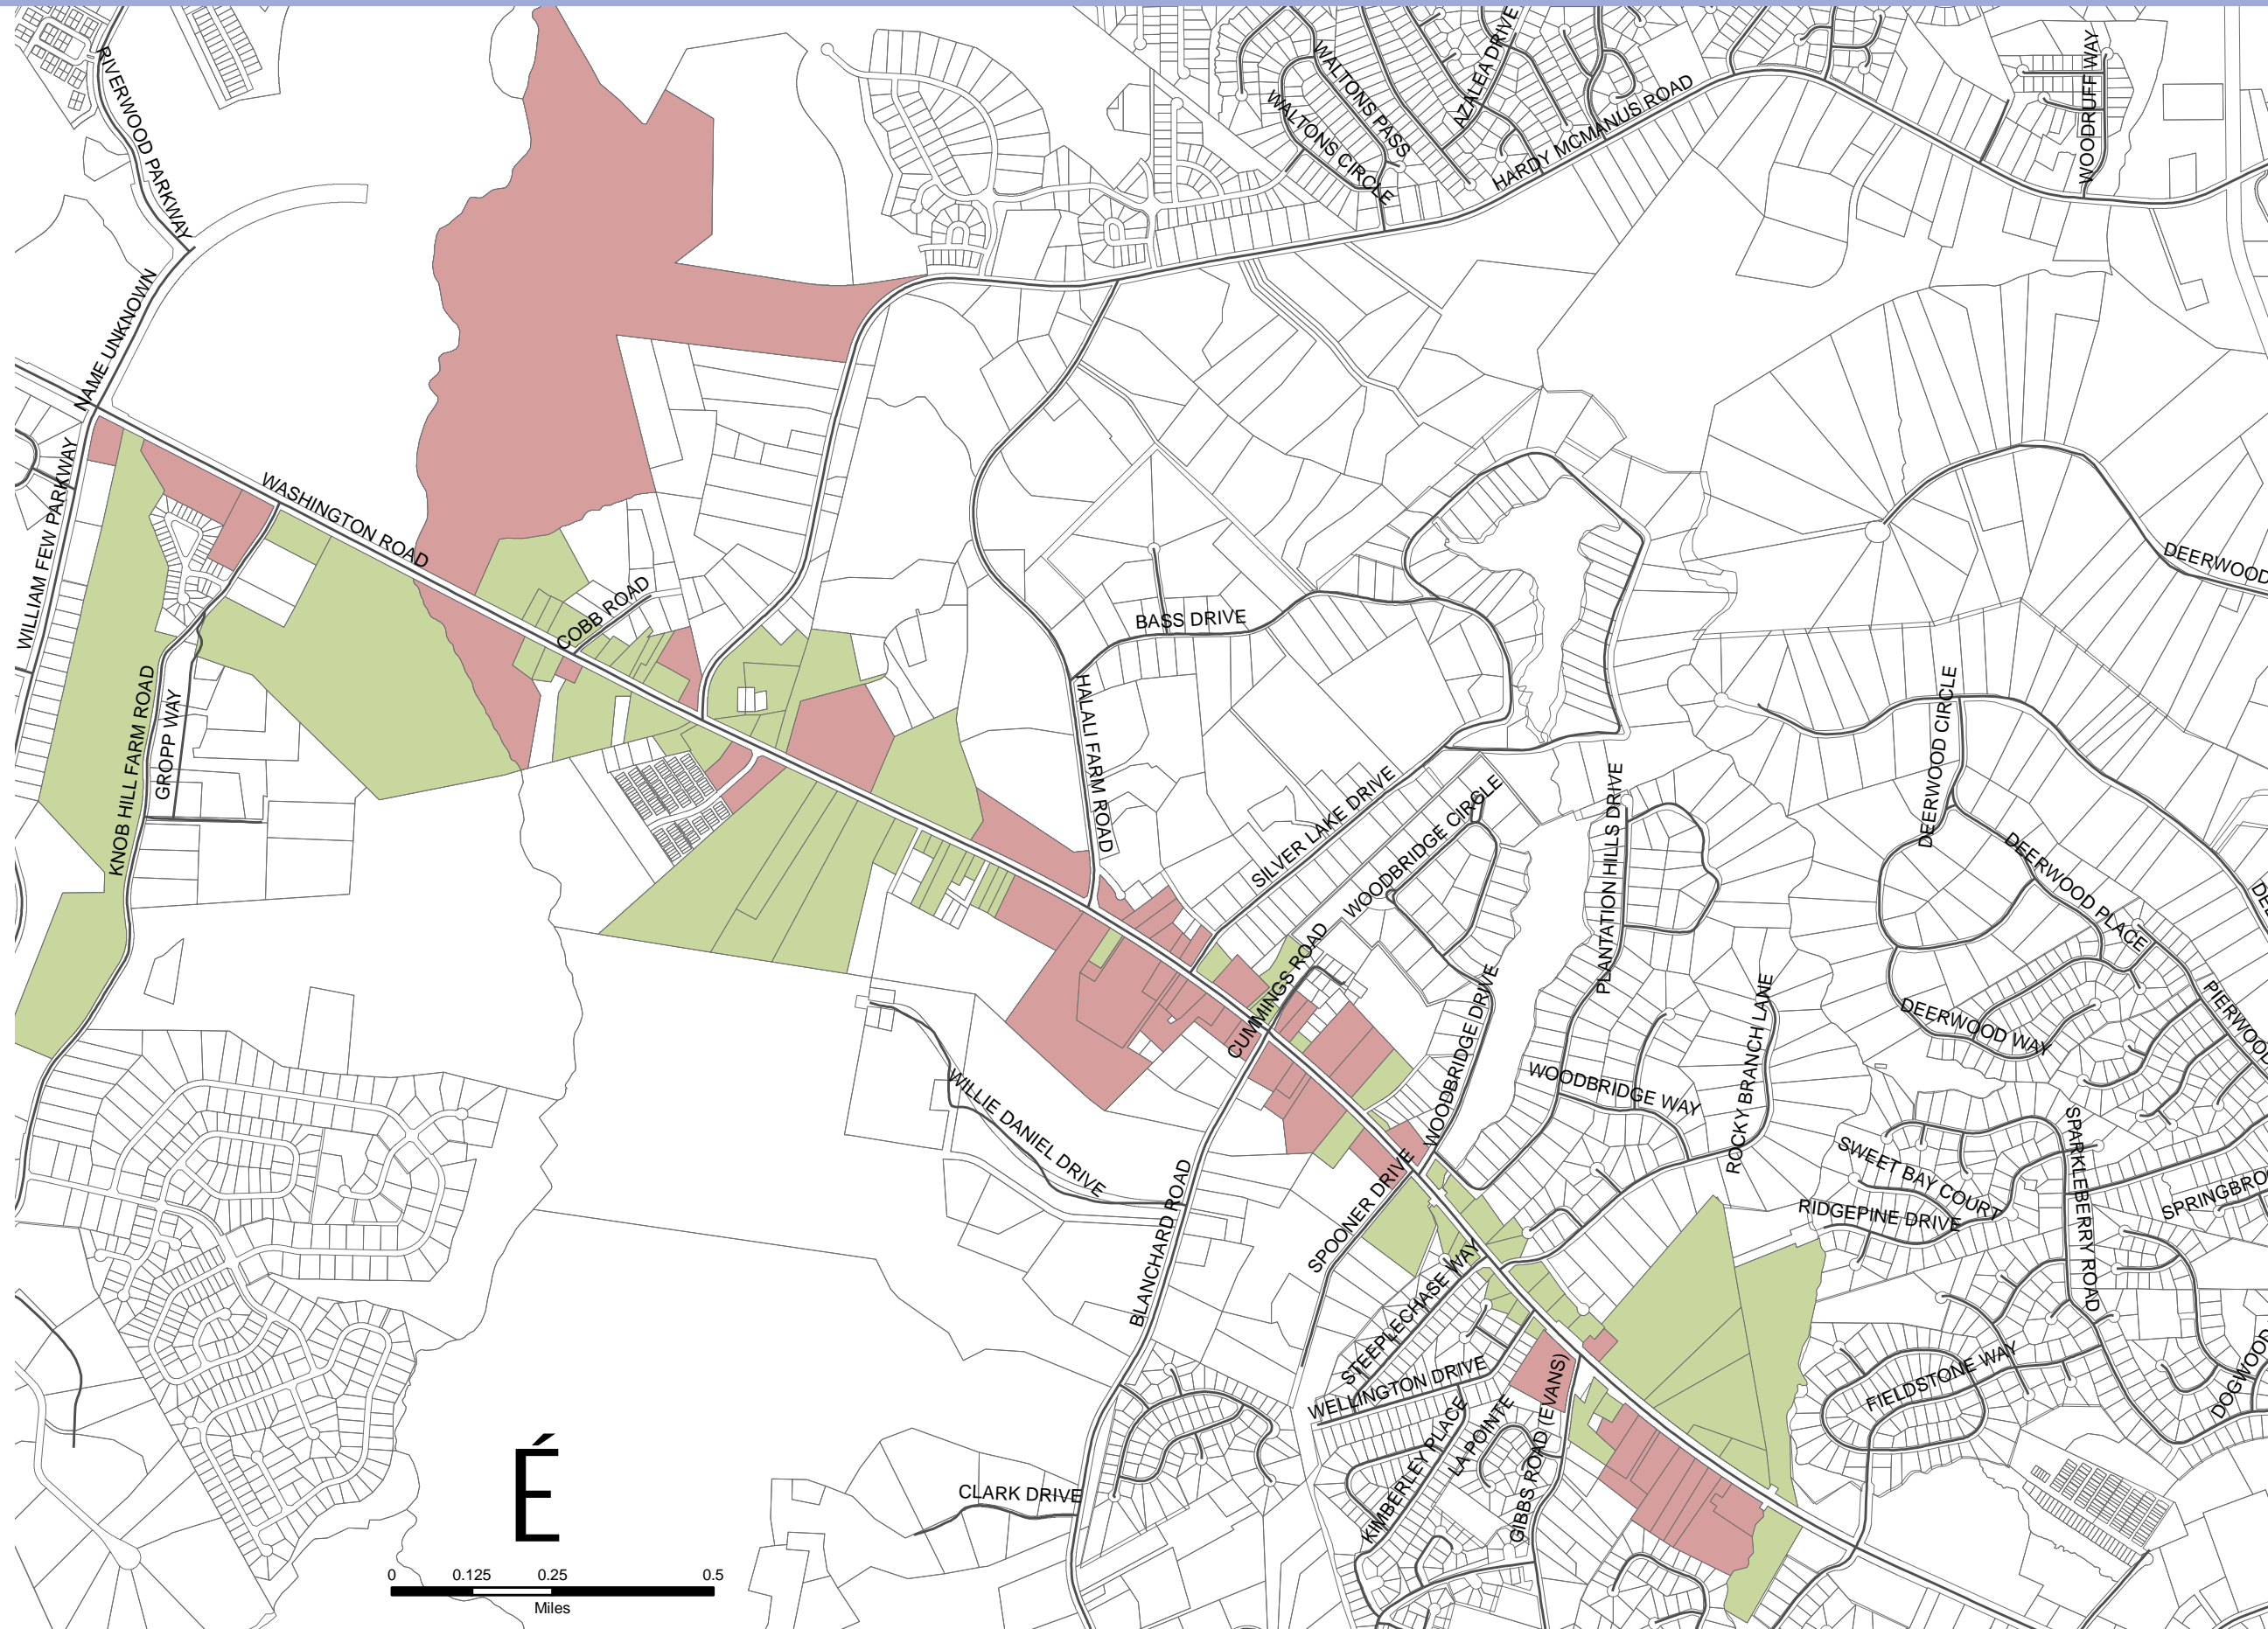 RIVERWOOD PARKWAY
WALTONS PASS
AZALEA DRIVE
WALTONS CIRCLE
HARDY MCMANUS ROAD
WOODRUFF WAY
NAME UNKNOWN
WILLIAM FEW PARKWAY
WASHINGTON ROAD
COBB ROAD
BASS DRIVE
DEERWOOD
KNOB HILL FARM ROAD
GROPP WAY
HALALI FARM ROAD
SILVER LAKE DRIVE
WOODBRIDGE CIRCLE
PLANTATION HILLS DRIVE
DEERWOOD CIRCLE
DEERWOOD PLACE
DE
CUMMINGS ROAD
WOODBRIDGE DRIVE
ROCKY BRANCH LANE
DEERWOOD WAY
PIERWOO
WILLIE DANIEL DRIVE
WOODBRIDGE WAY
SPARKLEBERRY ROAD
SWEET BAY COURT
RIDGEPINE DRIVE
SPRINGBRO
BLANCHARD ROAD
SPOONER DRIVE
STEEPLECHASE WAY
WELLINGTON DRIVE
KIMBERLEY PLACE
LA POINTE
GIBBS ROAD (EVANS)
FIELDSTONE WAY
DOGWOOD
CLARK DRIVE
É
0 0.125 0.25 0.5
Miles